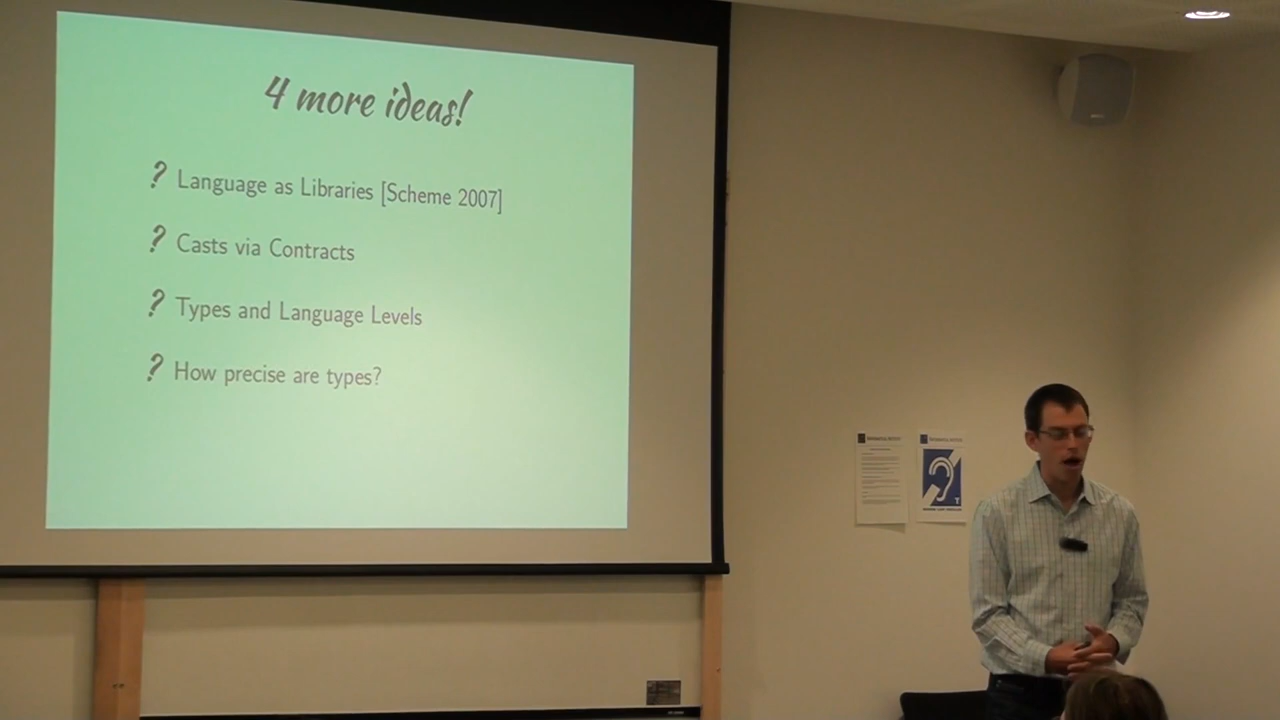 4 more ideas!
? Language as Libraries [Scheme 2007]
? Casts via Contracts
? Types and Language Levels
? How precise are types?
T